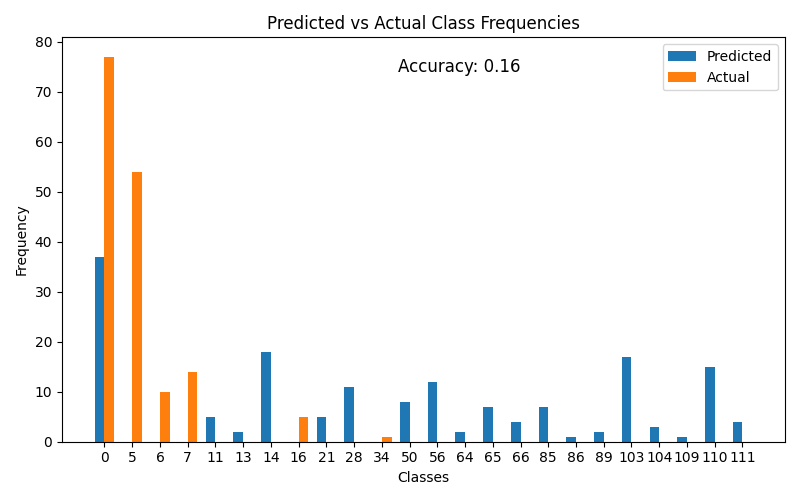 Predicted vs Actual Class Frequencies
Accuracy: 0.16
Predicted
Actual
Frequency
80
70
60
50
40
30
20
10
0
0 5 6 7 11 13 14 16 21 28 34 50 56 64 65 66 85 86 89 103 104 109 110 111
Classes